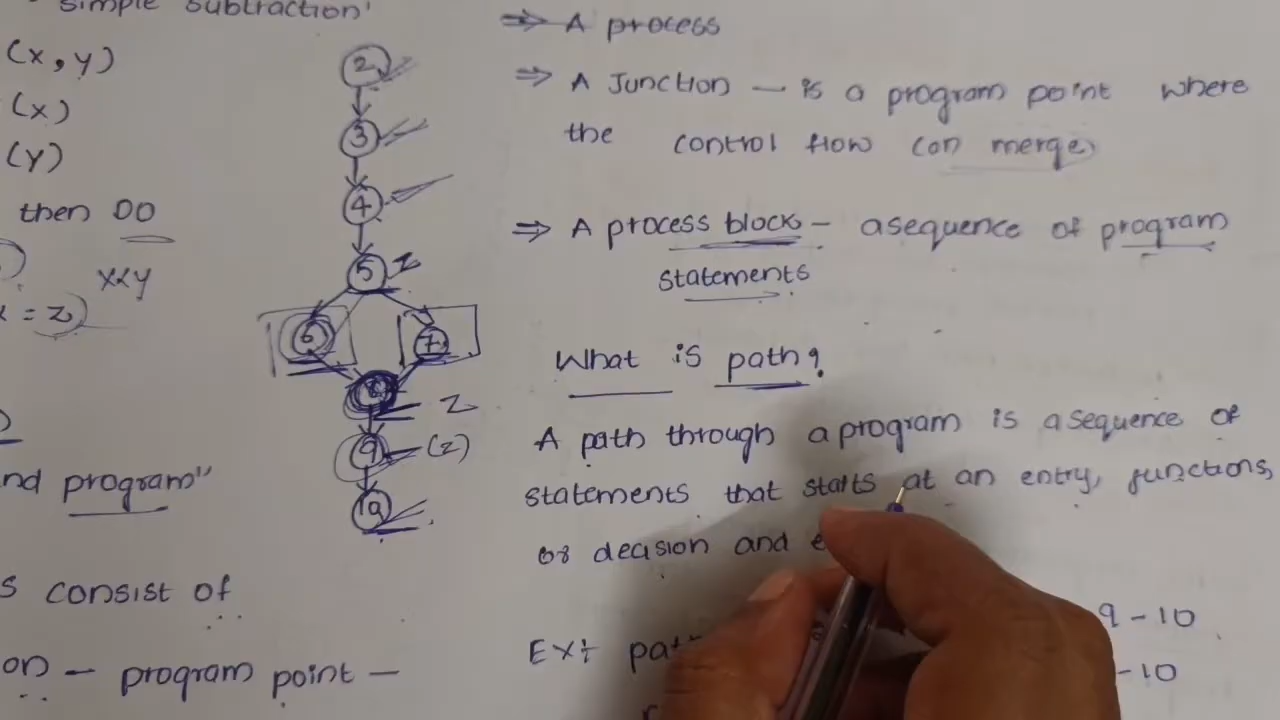 simple subtraction'
(x, y)
(x)
(y)
then DO
x<y
= z)
nd program"
s consist of
on - program point -
2
3
4
5 z
6 7
z
9 (z)
10
⇒ A process
⇒ A Junction - is a program point where
the control flow can merge
⇒ A process block - asequence of program
statements
What is path?
A path through a program is a sequence of
statements that starts at an entry, junctions,
or decision and
Ex:
9 - 10
- 10